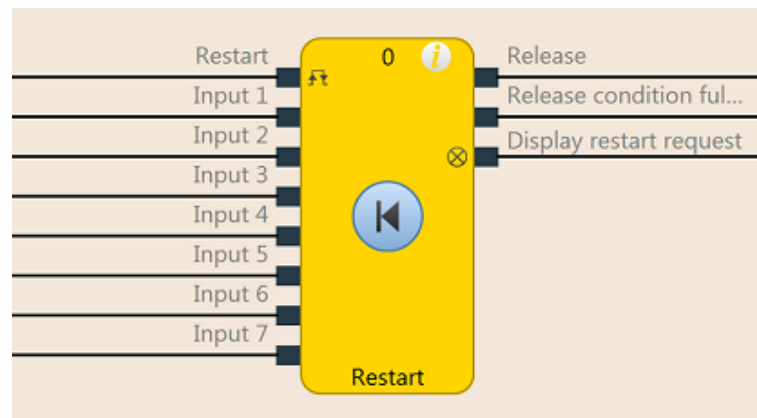 Restart
Input 1
Input 2
Input 3
Input 4
Input 5
Input 6
Input 7
0
i
Restart
Release
Release condition ful...
Display restart request